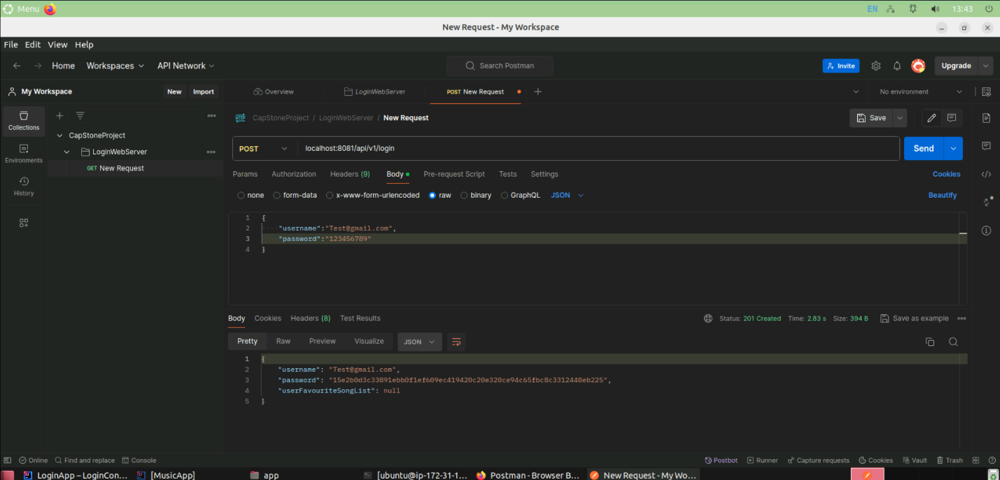 Menu EN 13:43
New Request - My Workspace
File Edit View Help
Home Workspaces API Network Search Postman Invite Upgrade
My Workspace New Import Overview LoginWebServer POST New Request No environment
Collections
Environments
History
CapStoneProject
LoginWebServer
GET New Request
HTTP CapStoneProject / LoginWebServer / New Request Save
POST localhost:8081/api/v1/login Send
Params Authorization Headers (9) Body Pre-request Script Tests Settings Cookies
none form-data x-www-form-urlencoded raw binary GraphQL JSON Beautify
1 {
2 "username":"Test@gmail.com",
3 "password":"123456789"
4 }
Body Cookies Headers (8) Test Results Status: 201 Created Time: 2.83 s Size: 394 B Save as example
Pretty Raw Preview Visualize JSON
1 {
2 "username": "Test@gmail.com",
3 "password": "15e2b0d3c33891ebb0f1ef609ec419420c20e320ce94c65fbc8c3312448eb225",
4 "userFavouriteSongList": null
5 }
Online Find and replace Console Postbot Runner Capture requests Cookies Vault Trash
LoginApp – LoginCon... [MusicApp] app [ubuntu@ip-172-31-1... Postman - Browser B... New Request - My Wo...